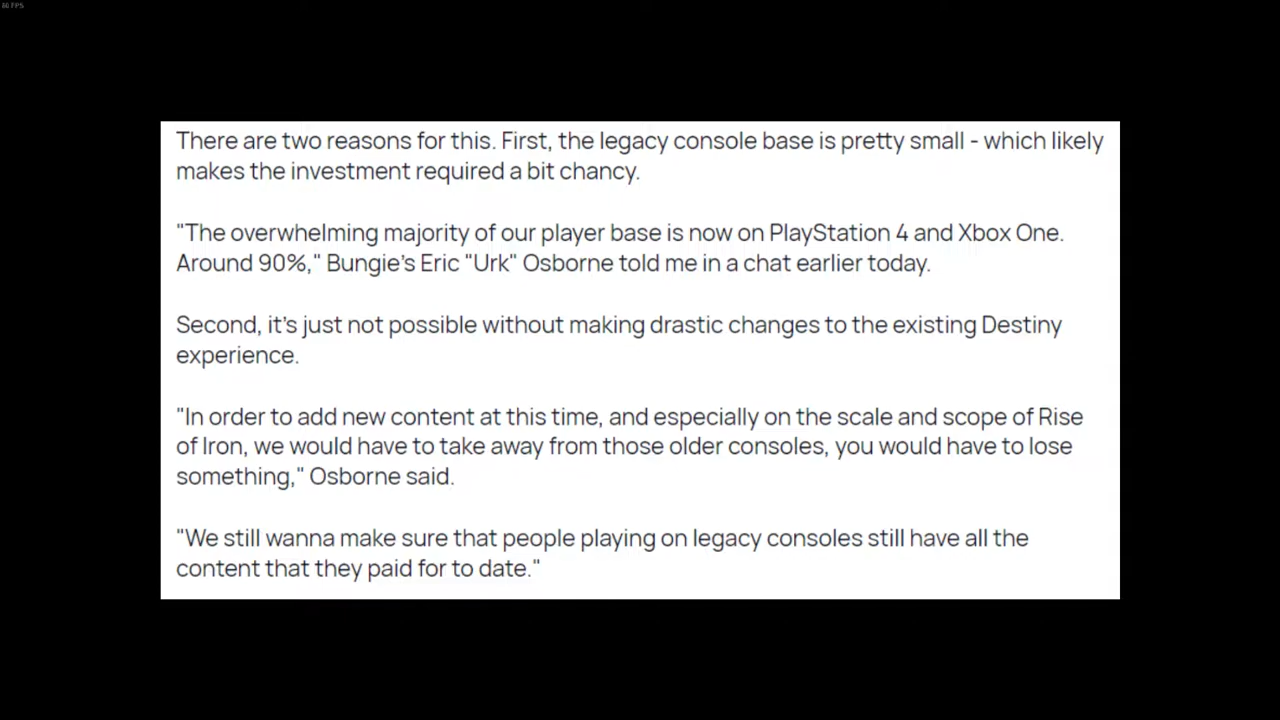 60 FPS
There are two reasons for this. First, the legacy console base is pretty small - which likely
makes the investment required a bit chancy.
"The overwhelming majority of our player base is now on PlayStation 4 and Xbox One.
Around 90%," Bungie's Eric "Urk" Osborne told me in a chat earlier today.
Second, it's just not possible without making drastic changes to the existing Destiny
experience.
"In order to add new content at this time, and especially on the scale and scope of Rise
of Iron, we would have to take away from those older consoles, you would have to lose
something," Osborne said.
"We still wanna make sure that people playing on legacy consoles still have all the
content that they paid for to date."